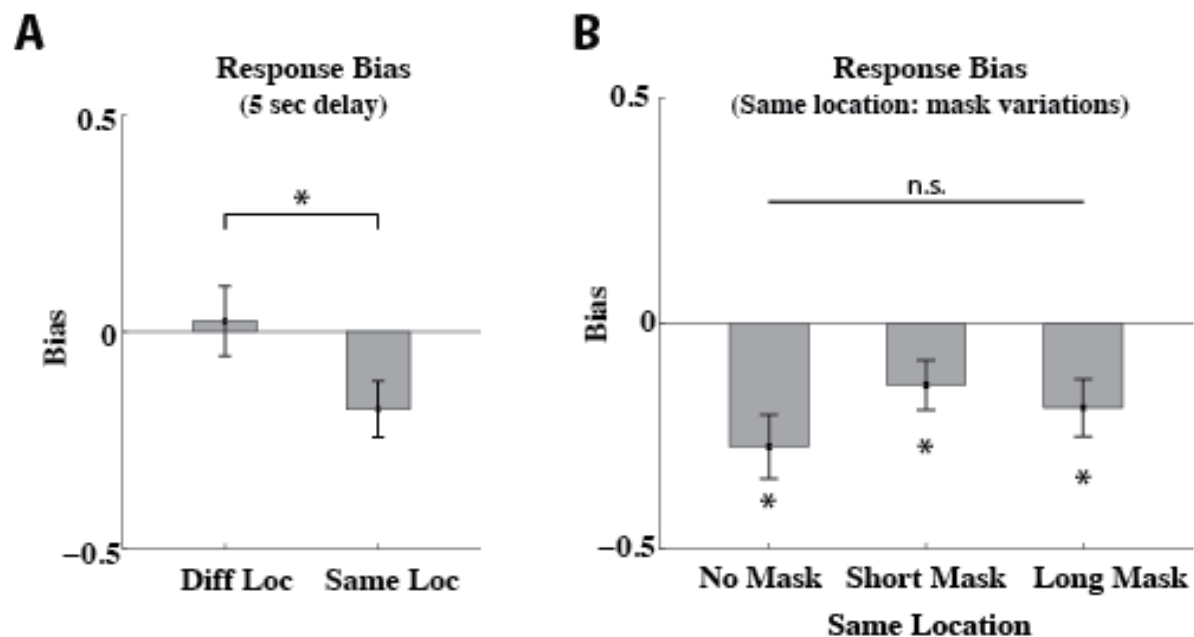 A
Response Bias
(5 sec delay)
0.5
*
Bias
0
–0.5
Diff Loc Same Loc
B
Response Bias
(Same location: mask variations)
0.5
n.s.
Bias
0
*
*
*
–0.5
No Mask Short Mask Long Mask
Same Location